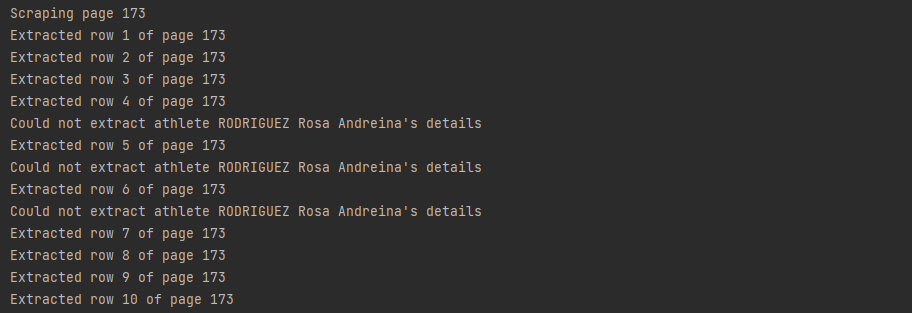 Scraping page 173
Extracted row 1 of page 173
Extracted row 2 of page 173
Extracted row 3 of page 173
Extracted row 4 of page 173
Could not extract athlete RODRIGUEZ Rosa Andreina's details
Extracted row 5 of page 173
Could not extract athlete RODRIGUEZ Rosa Andreina's details
Extracted row 6 of page 173
Could not extract athlete RODRIGUEZ Rosa Andreina's details
Extracted row 7 of page 173
Extracted row 8 of page 173
Extracted row 9 of page 173
Extracted row 10 of page 173